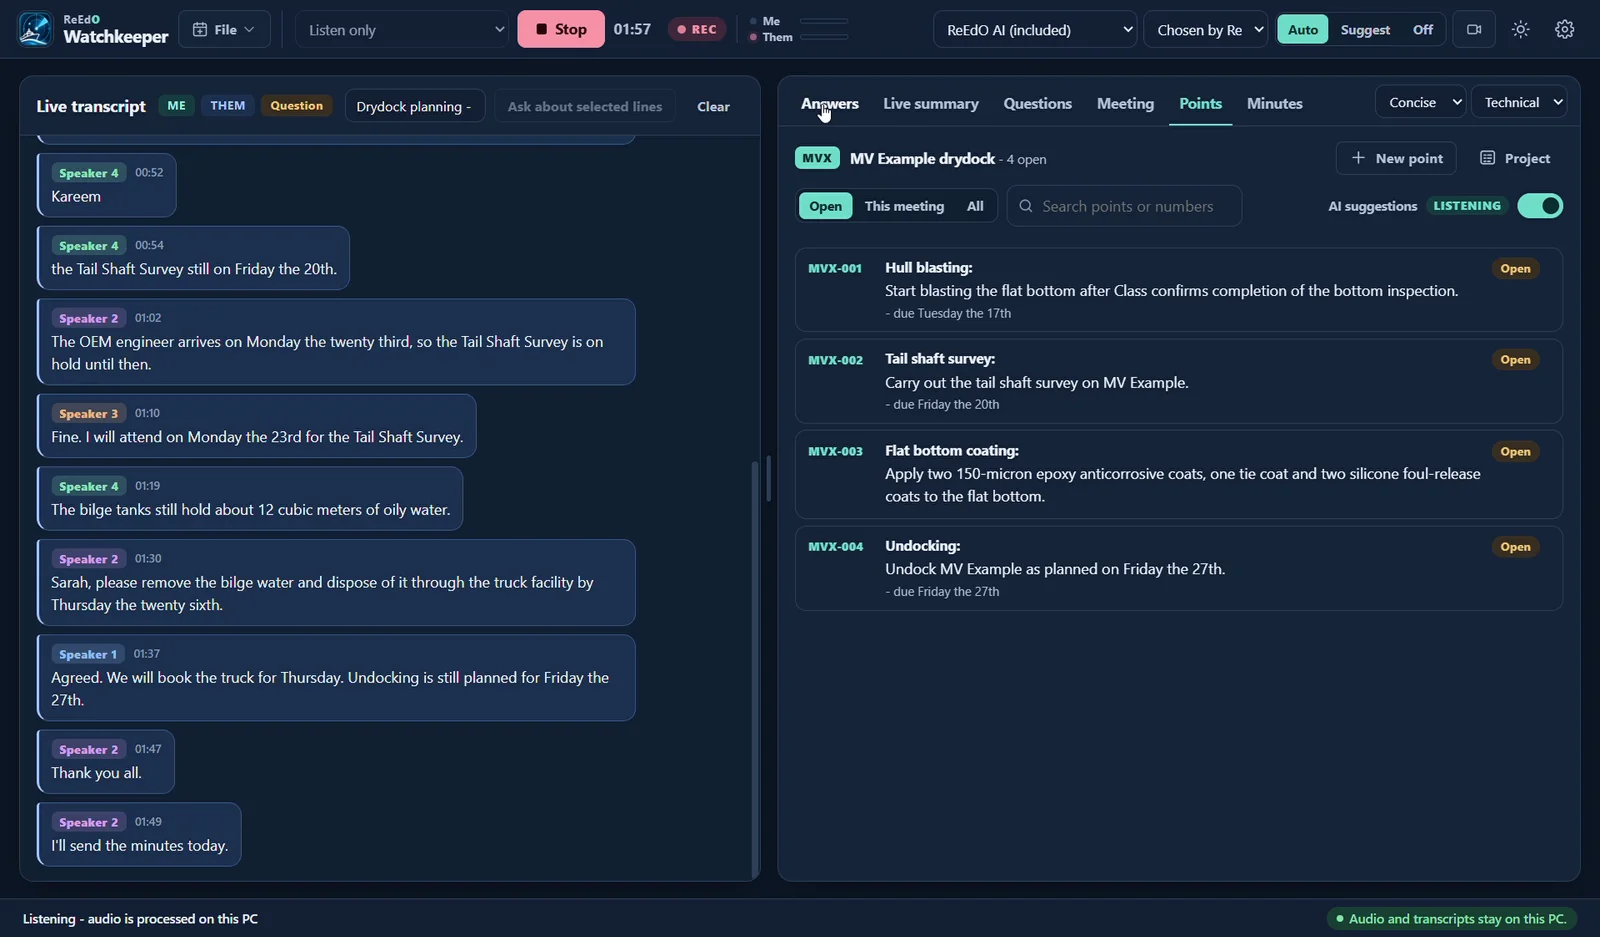 ReEdO
Watchkeeper
File
Listen only
Stop
01:57
REC
Me
Them
ReEdO AI (included)
Chosen by Re
Auto
Suggest
Off
Live transcript
ME
THEM
Question
Drydock planning -
Ask about selected lines
Clear
Speaker 4 00:52
Kareem
Speaker 4 00:54
the Tail Shaft Survey still on Friday the 20th.
Speaker 2 01:02
The OEM engineer arrives on Monday the twenty third, so the Tail Shaft Survey is on
hold until then.
Speaker 3 01:10
Fine. I will attend on Monday the 23rd for the Tail Shaft Survey.
Speaker 4 01:19
The bilge tanks still hold about 12 cubic meters of oily water.
Speaker 2 01:30
Sarah, please remove the bilge water and dispose of it through the truck facility by
Thursday the twenty sixth.
Speaker 1 01:37
Agreed. We will book the truck for Thursday. Undocking is still planned for Friday the
27th.
Speaker 2 01:47
Thank you all.
Speaker 2 01:49
I'll send the minutes today.
Answers
Live summary
Questions
Meeting
Points
Minutes
Concise
Technical
MVX MV Example drydock - 4 open
New point
Project
Open
This meeting
All
Search points or numbers
AI suggestions LISTENING
MVX-001 Hull blasting: Open
Start blasting the flat bottom after Class confirms completion of the bottom inspection.
- due Tuesday the 17th
MVX-002 Tail shaft survey: Open
Carry out the tail shaft survey on MV Example.
- due Friday the 20th
MVX-003 Flat bottom coating: Open
Apply two 150-micron epoxy anticorrosive coats, one tie coat and two silicone foul-release
coats to the flat bottom.
MVX-004 Undocking: Open
Undock MV Example as planned on Friday the 27th.
- due Friday the 27th
Listening - audio is processed on this PC
Audio and transcripts stay on this PC.